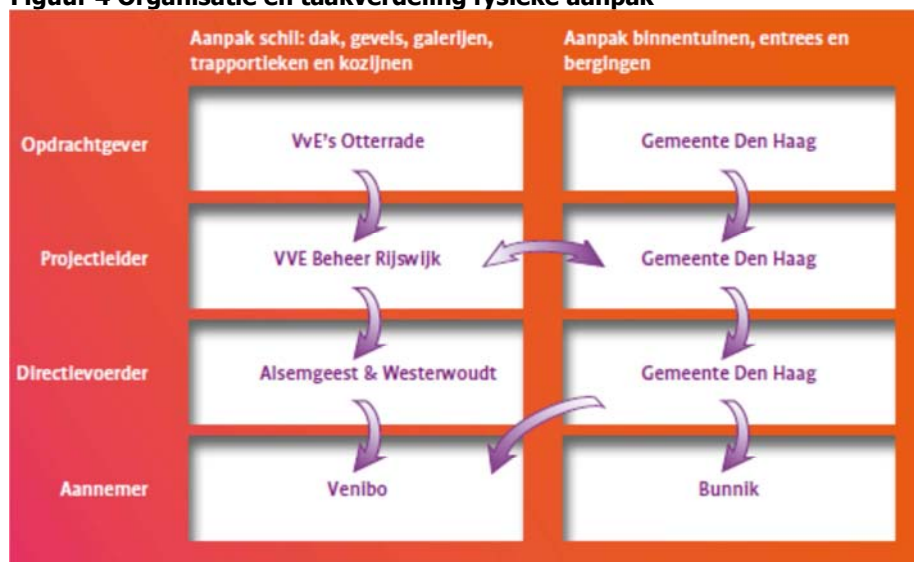 Figuur 4 Organisatie en taakverdeling fysieke aanpak
Aanpak schil: dak, gevels, galerijen,
trapportieken en kozijnen
Aanpak binnentuinen, entrees en
bergingen
Opdrachtgever
VvE's Otterrade
Gemeente Den Haag
Projectleider
VVE Beheer Rijswijk
Gemeente Den Haag
Directievoerder
Alsemgeest & Westerwoudt
Gemeente Den Haag
Aannemer
Venibo
Bunnik